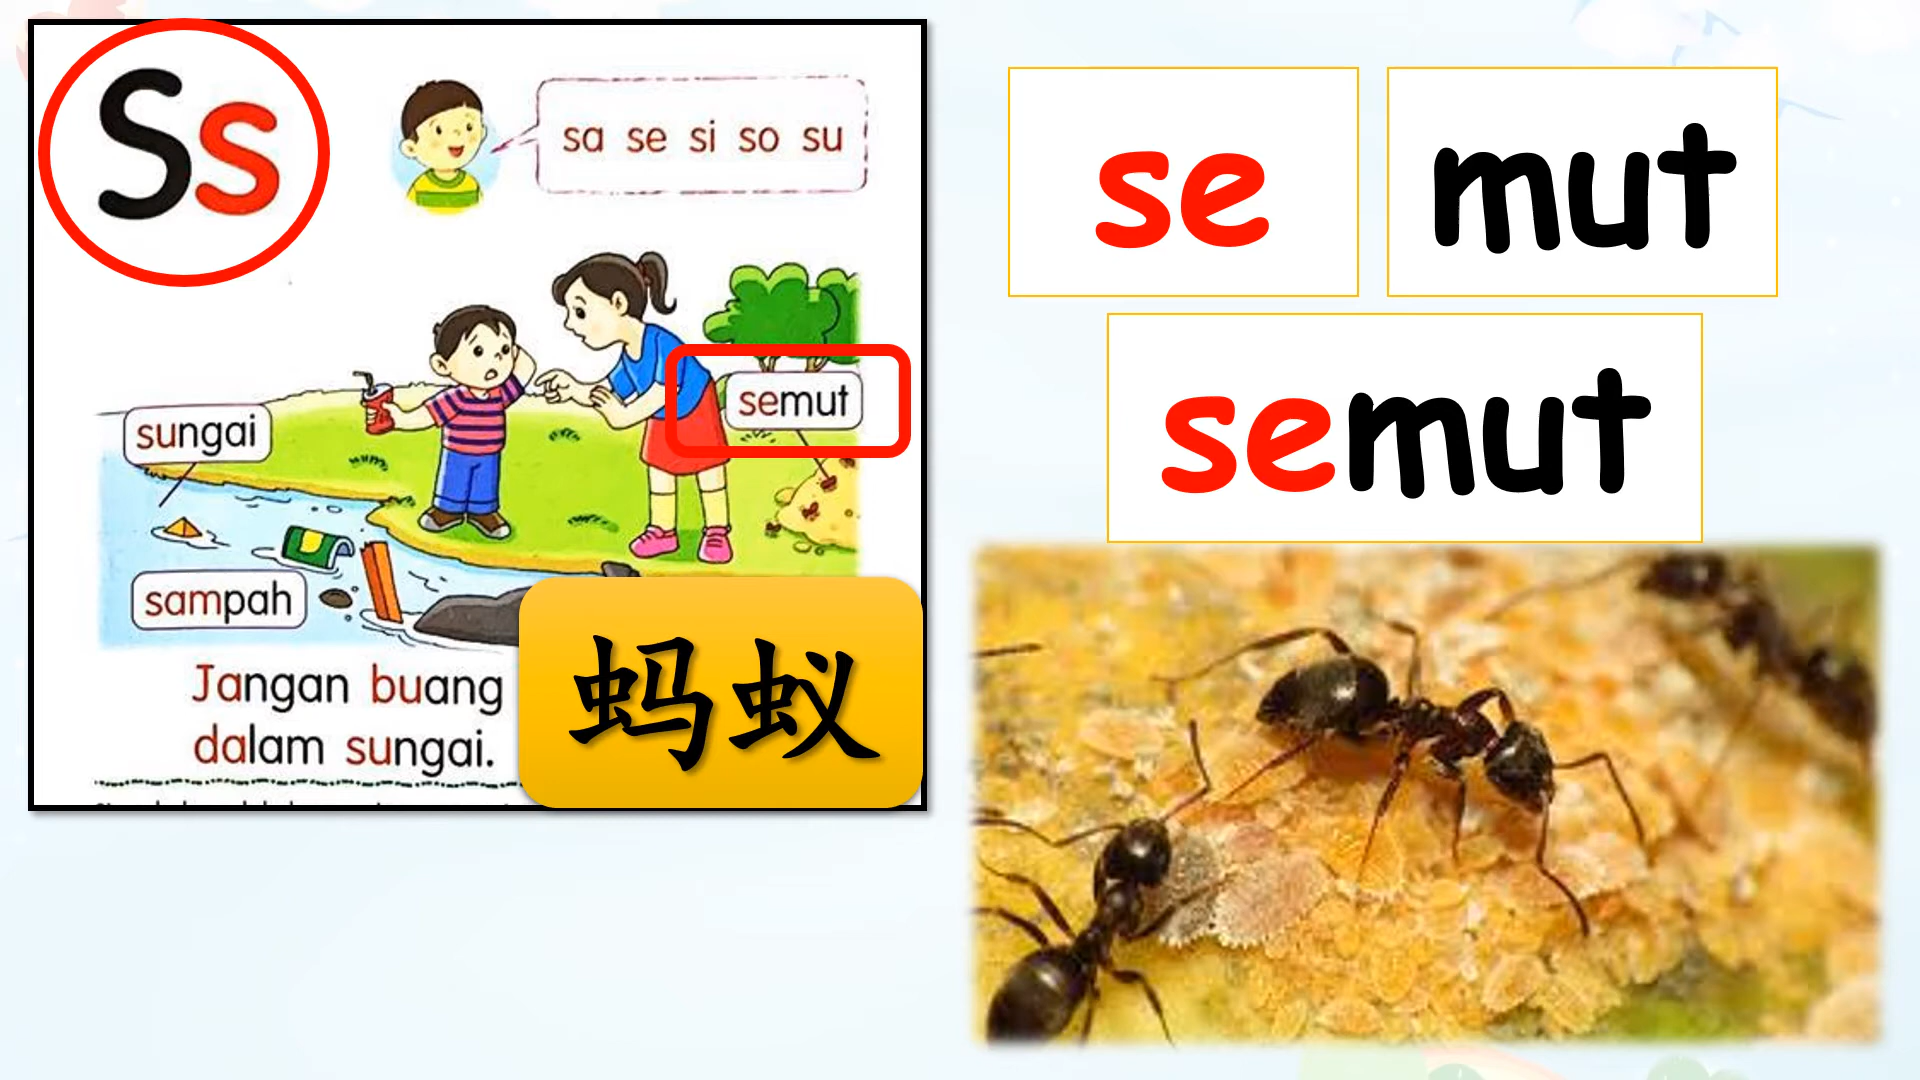 Ss
sa se si so su
semut
sungai
sampah
Jangan buang
dalam sungai.
蚂蚁
se mut
semut